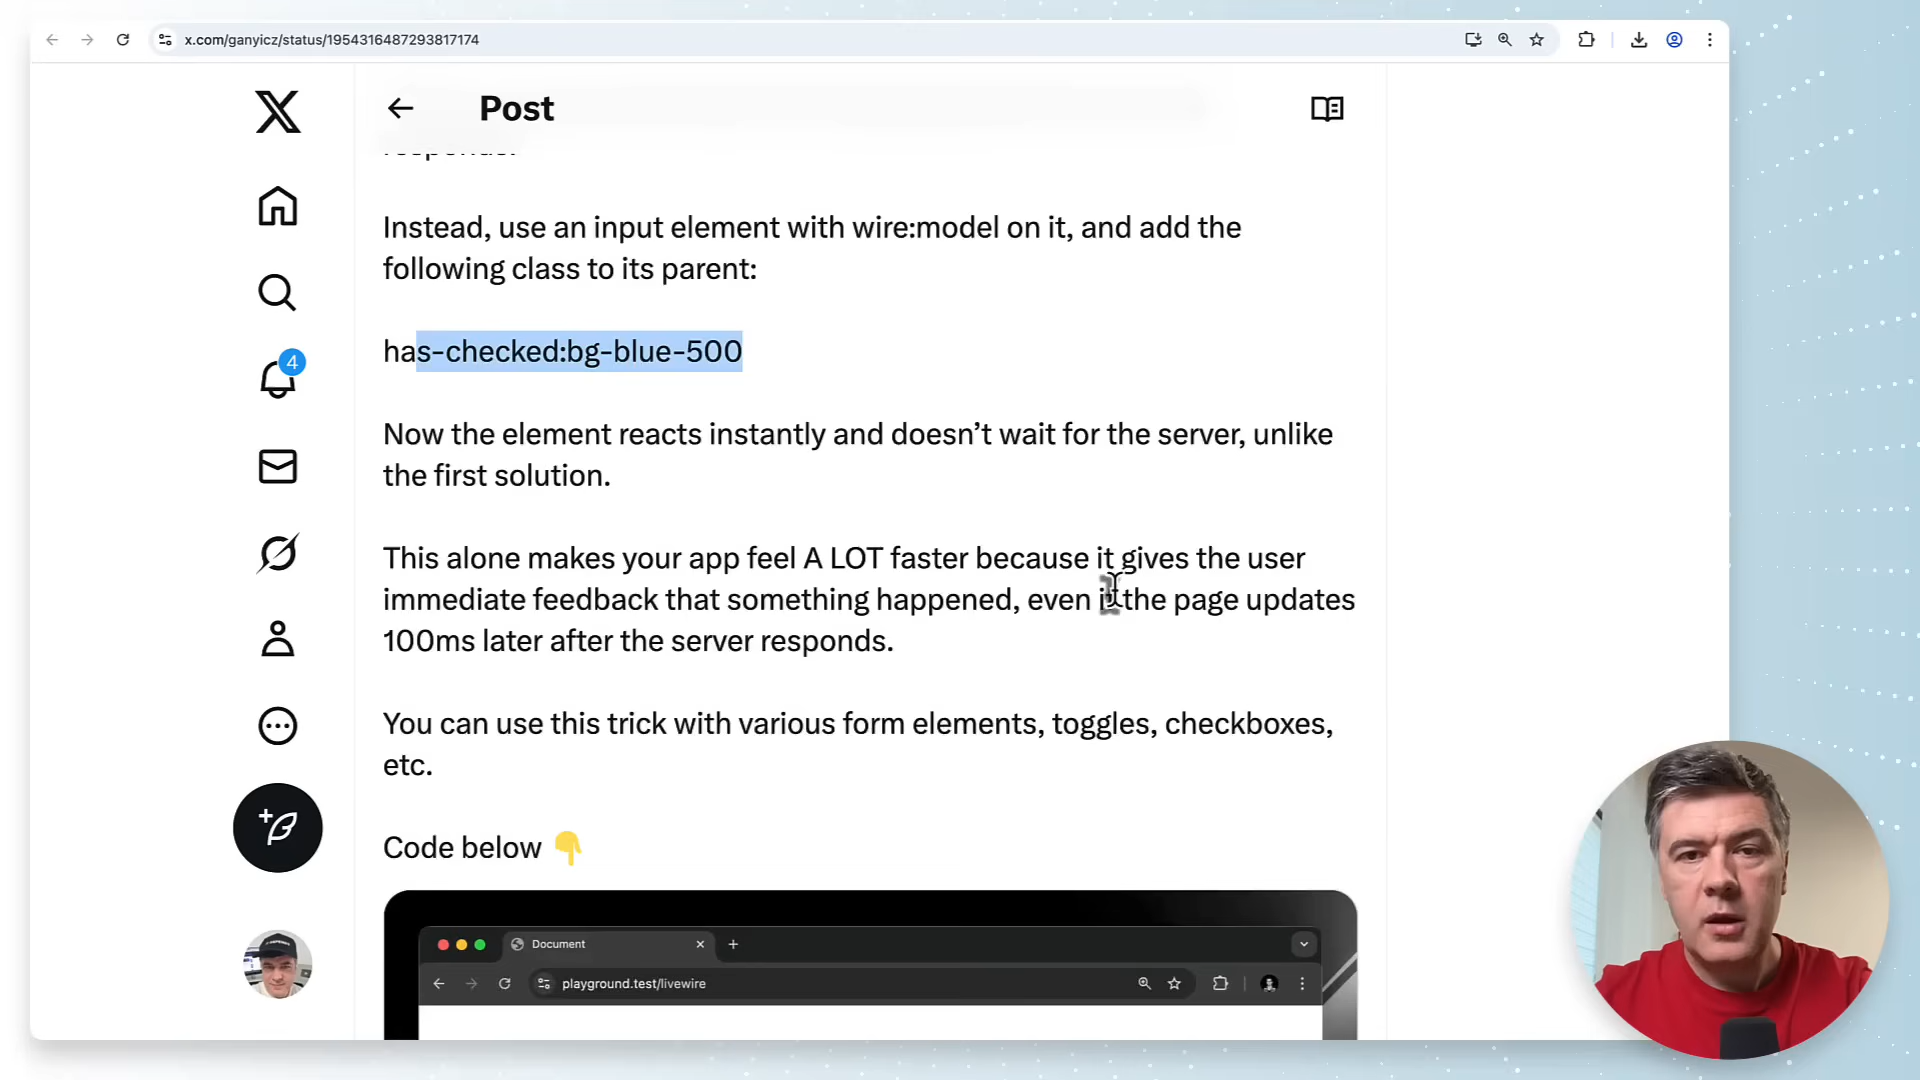 x.com/ganyicz/status/1954316487293817174
Post
responds.
Instead, use an input element with wire:model on it, and add the
following class to its parent:
has-checked:bg-blue-500
4
Now the element reacts instantly and doesn't wait for the server, unlike
the first solution.
This alone makes your app feel A LOT faster because it gives the user
immediate feedback that something happened, even if the page updates
100ms later after the server responds.
You can use this trick with various form elements, toggles, checkboxes,
etc.
Code below 👇
Document
playground.test/livewire